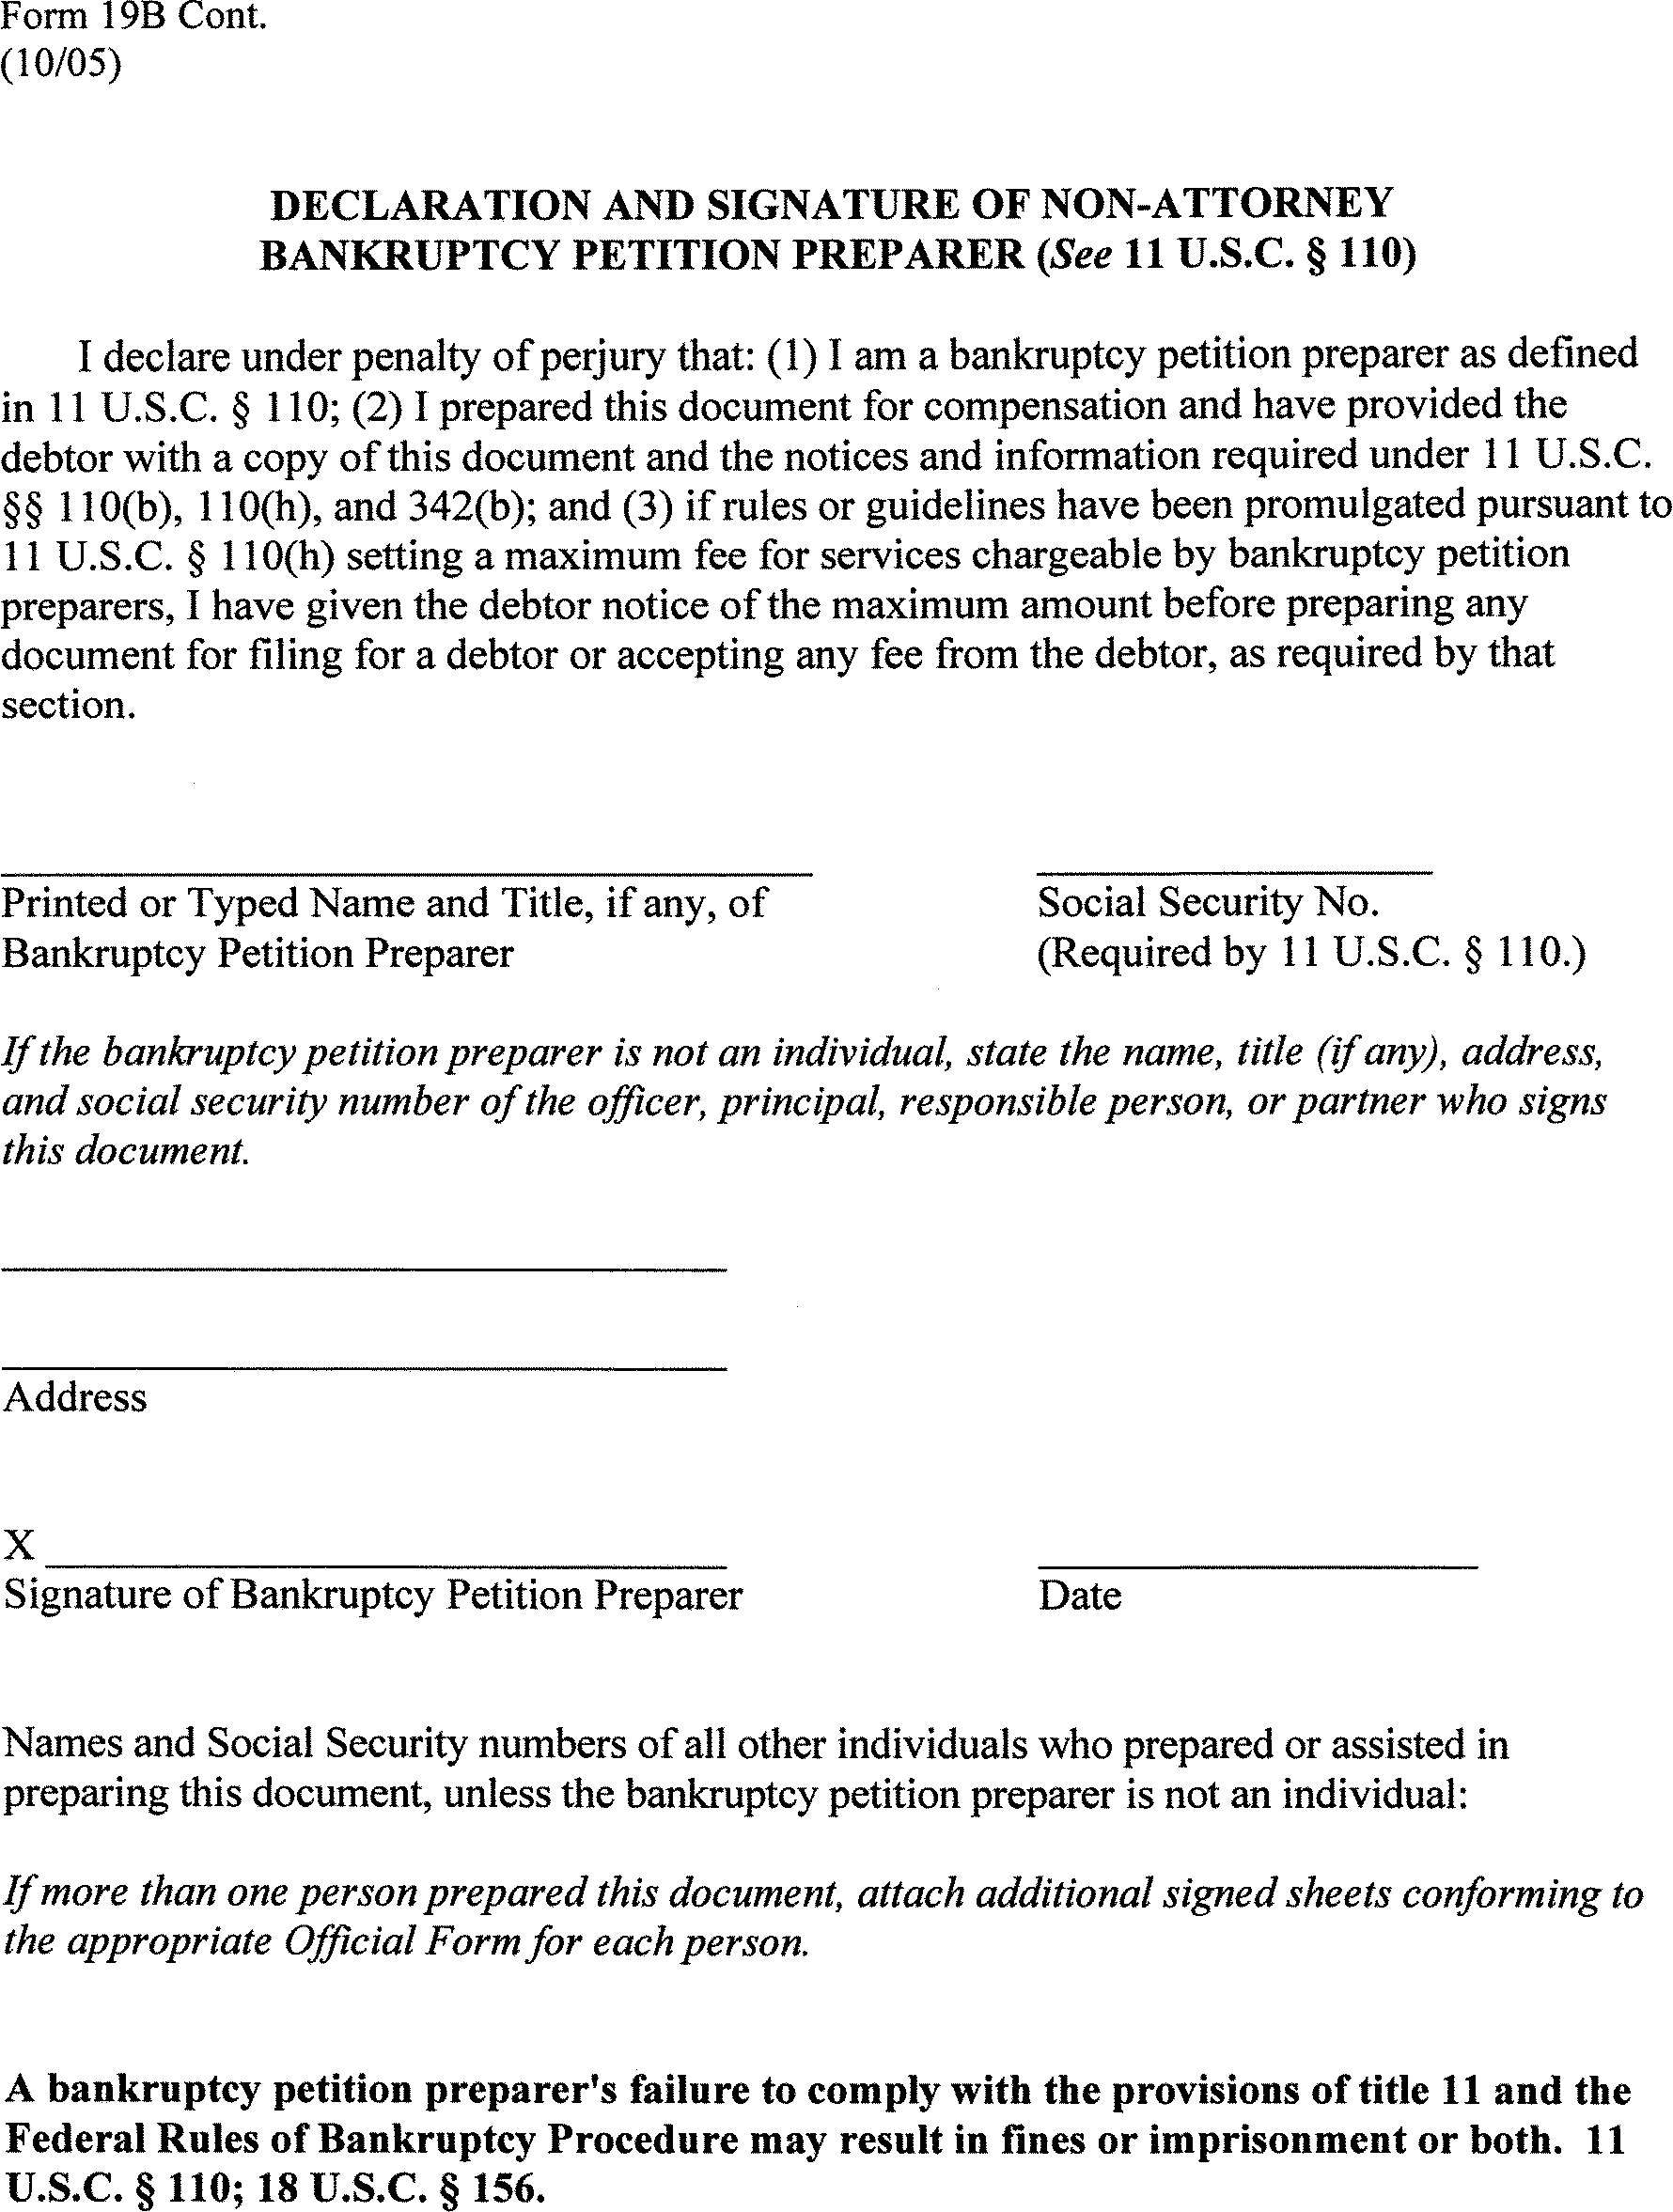 Form 19B Cont.
(10/05)
DECLARATION AND SIGNATURE OF NON-ATTORNEY
BANKRUPTCY PETITION PREPARER (See 11 U.S.C. § 110)
I declare under penalty of perjury that: (1) I am a bankruptcy petition preparer as defined
in 11 U.S.C. § 110; (2) I prepared this document for compensation and have provided the
debtor with a copy of this document and the notices and information required under 11 U.S.C.
§§ 110(b), 110(h), and 342(b); and (3) if rules or guidelines have been promulgated pursuant to
11 U.S.C. § 110(h) setting a maximum fee for services chargeable by bankruptcy petition
preparers, I have given the debtor notice of the maximum amount before preparing any
document for filing for a debtor or accepting any fee from the debtor, as required by that
section.
Printed or Typed Name and Title, if any, of
Bankruptcy Petition Preparer
Social Security No.
(Required by 11 U.S.C. § 110.)
If the bankruptcy petition preparer is not an individual, state the name, title (if any), address,
and social security number of the officer, principal, responsible person, or partner who signs
this document.
Address
X
Signature of Bankruptcy Petition Preparer
Date
Names and Social Security numbers of all other individuals who prepared or assisted in
preparing this document, unless the bankruptcy petition preparer is not an individual:
If more than one person prepared this document, attach additional signed sheets conforming to
the appropriate Official Form for each person.
A bankruptcy petition preparer's failure to comply with the provisions of title 11 and the
Federal Rules of Bankruptcy Procedure may result in fines or imprisonment or both. 11
U.S.C. § 110; 18 U.S.C. § 156.